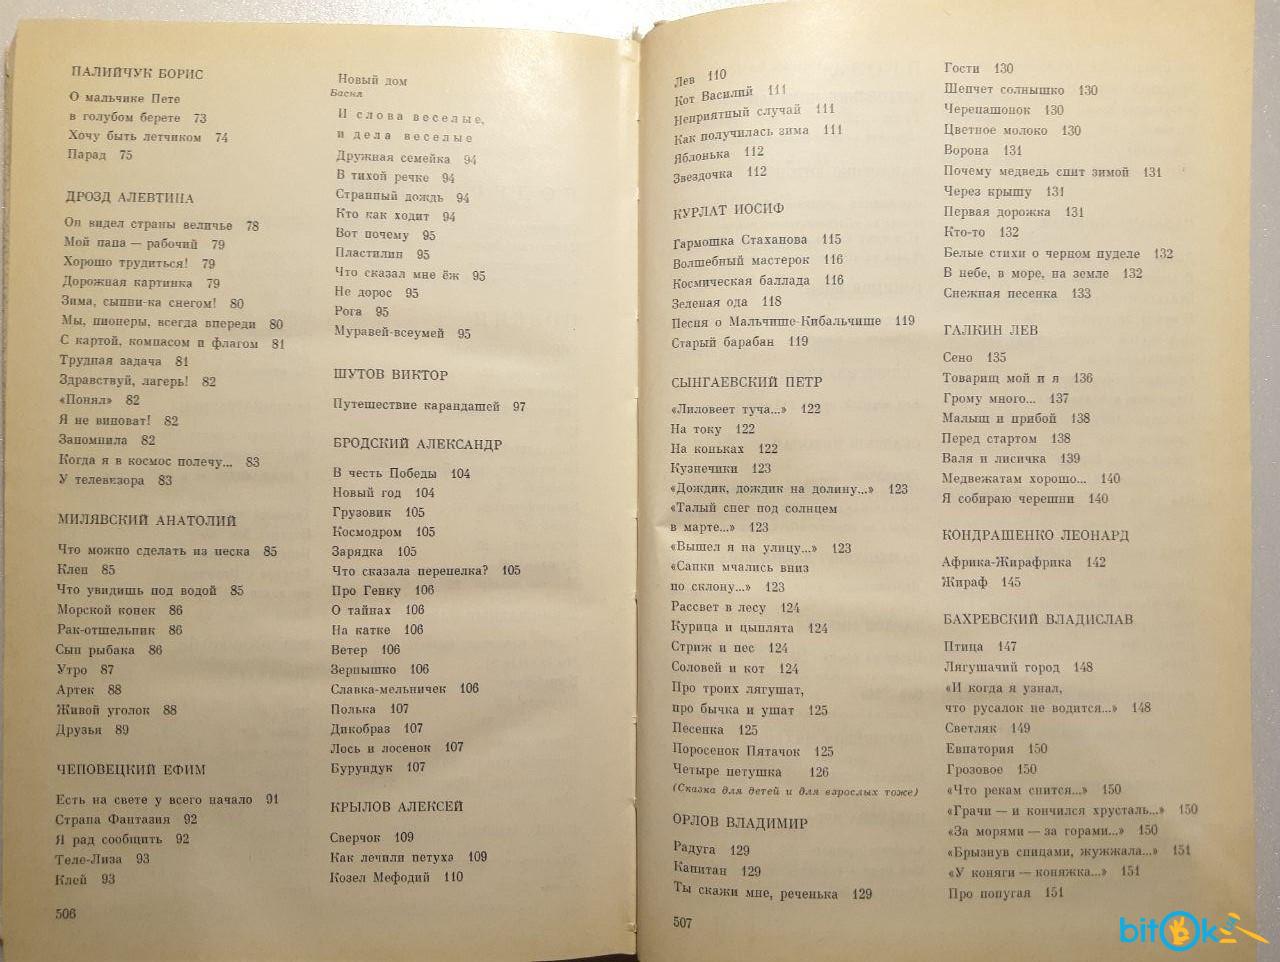 ПАЛИЙЧУК БОРИС
О мальчике Пете
в голубом берете 73
Хочу быть летчиком 74
Парад 75
ДРОЗД АЛЕВТИНА
Он видел страны величье 78
Мой папа — рабочий 79
Хорошо трудиться! 79
Дорожная картинка 79
Зима, сыпни-ка снегом! 80
Мы, пионеры, всегда впереди 80
С картой, компасом и флагом 81
Трудная задача 81
Здравствуй, лагерь! 82
«Понял» 82
Я не виноват! 82
Запомнила 82
Когда я в космос полечу... 83
У телевизора 83
МИЛЯВСКИЙ АНАТОЛИЙ
Что можно сделать из песка 85
Клен 85
Что увидишь под водой 85
Морской конек 86
Рак-отшельник 86
Сын рыбака 86
Утро 87
Артек 88
Живой уголок 88
Друзья 89
ЧЕПОВЕЦКИЙ ЕФИМ
Есть на свете у всего начало 91
Страна Фантазия 92
Я рад сообщить 92
Теле-Лиза 93
Клей 93
506
Новый дом
Басня
И слова веселые,
и дела веселые
Дружная семейка 94
В тихой речке 94
Странный дождь 94
Кто как ходит 94
Вот почему 95
Пластилин 95
Что сказал мне ёж 95
Не дорос 95
Рога 95
Муравей-всеумей 95
ШУТОВ ВИКТОР
Путешествие карандашей 97
БРОДСКИЙ АЛЕКСАНДР
В честь Победы 104
Новый год 104
Грузовик 105
Космодром 105
Зарядка 105
Что сказала перепелка? 105
Про Генку 106
О тайнах 106
На катке 106
Ветер 106
Зернышко 106
Славка-мельничек 106
Полька 107
Дикобраз 107
Лось и лосенок 107
Бурундук 107
КРЫЛОВ АЛЕКСЕЙ
Сверчок 109
Как лечили петуха 109
Козел Мефодий 110
Лев 110
Кот Василий 111
Неприятный случай 111
Как получилась зима 111
Яблонька 112
Звездочка 112
КУРЛАТ ИОСИФ
Гармошка Стаханова 115
Волшебный мастерок 116
Космическая баллада 116
Зеленая ода 118
Песня о Мальчише-Кибальчише 119
Старый барабан 119
СЫНГАЕВСКИЙ ПЕТР
«Лиловеет туча...» 122
На току 122
На коньках 122
Кузнечики 123
«Дождик, дождик на долину...» 123
«Талый снег под солнцем
в марте...» 123
«Вышел я на улицу...» 123
«Санки мчались вниз
по склону...» 123
Рассвет в лесу 124
Курица и цыплята 124
Стриж и пес 124
Соловей и кот 124
Про троих лягушат,
про бычка и ушат 125
Песенка 125
Поросенок Пятачок 125
Четыре петушка 126
(Сказка для детей и для взрослых тоже)
ОРЛОВ ВЛАДИМИР
Радуга 129
Капитан 129
Ты скажи мне, реченька 129
507
Гости 130
Шепчет солнышко 130
Черепашонок 130
Цветное молоко 130
Ворона 131
Почему медведь спит зимой 131
Через крышу 131
Первая дорожка 131
Кто-то 132
Белые стихи о черном пуделе 132
В небе, в море, на земле 132
Снежная песенка 133
ГАЛКИН ЛЕВ
Сено 135
Товарищ мой и я 136
Грому много... 137
Малыш и прибой 138
Перед стартом 138
Валя и лисичка 139
Медвежатам хорошо... 140
Я собираю черешни 140
КОНДРАШЕНКО ЛЕОНАРД
Африка-Жирафрика 142
Жираф 145
БАХРЕВСКИЙ ВЛАДИСЛАВ
Птица 147
Лягушачий город 148
«И когда я узнал,
что русалок не водится...» 148
Светляк 149
Евпатория 150
Грозовое 150
«Что рекам снится...» 150
«Грачи — и кончился хрусталь...» 150
«За морями — за горами...» 150
«Брызнув спицами, жужжала...» 151
«У коняги — коняжка...» 151
Про попугая 151
bitOk